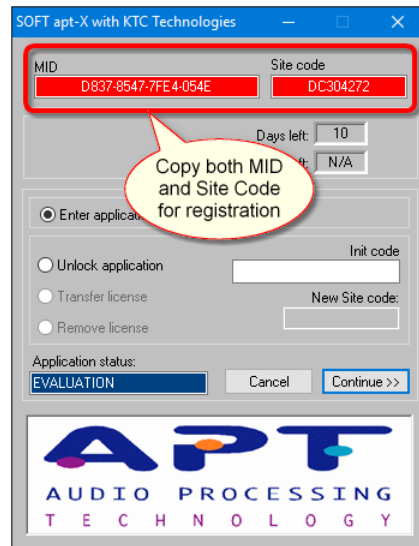 SOFT apt-X with KTC Technologies
MID
Site code
D837-8547-7FE4-054E
DC304272
Days left:
10
N/A
Copy both MID
and Site Code
for registration
Enter
Init code
Unlock application
Transfer license
New Site code:
Remove license
Application status:
EVALUATION
Cancel
Continue >>
APT
AUDIO PROCESSING
TECHNOLOGY